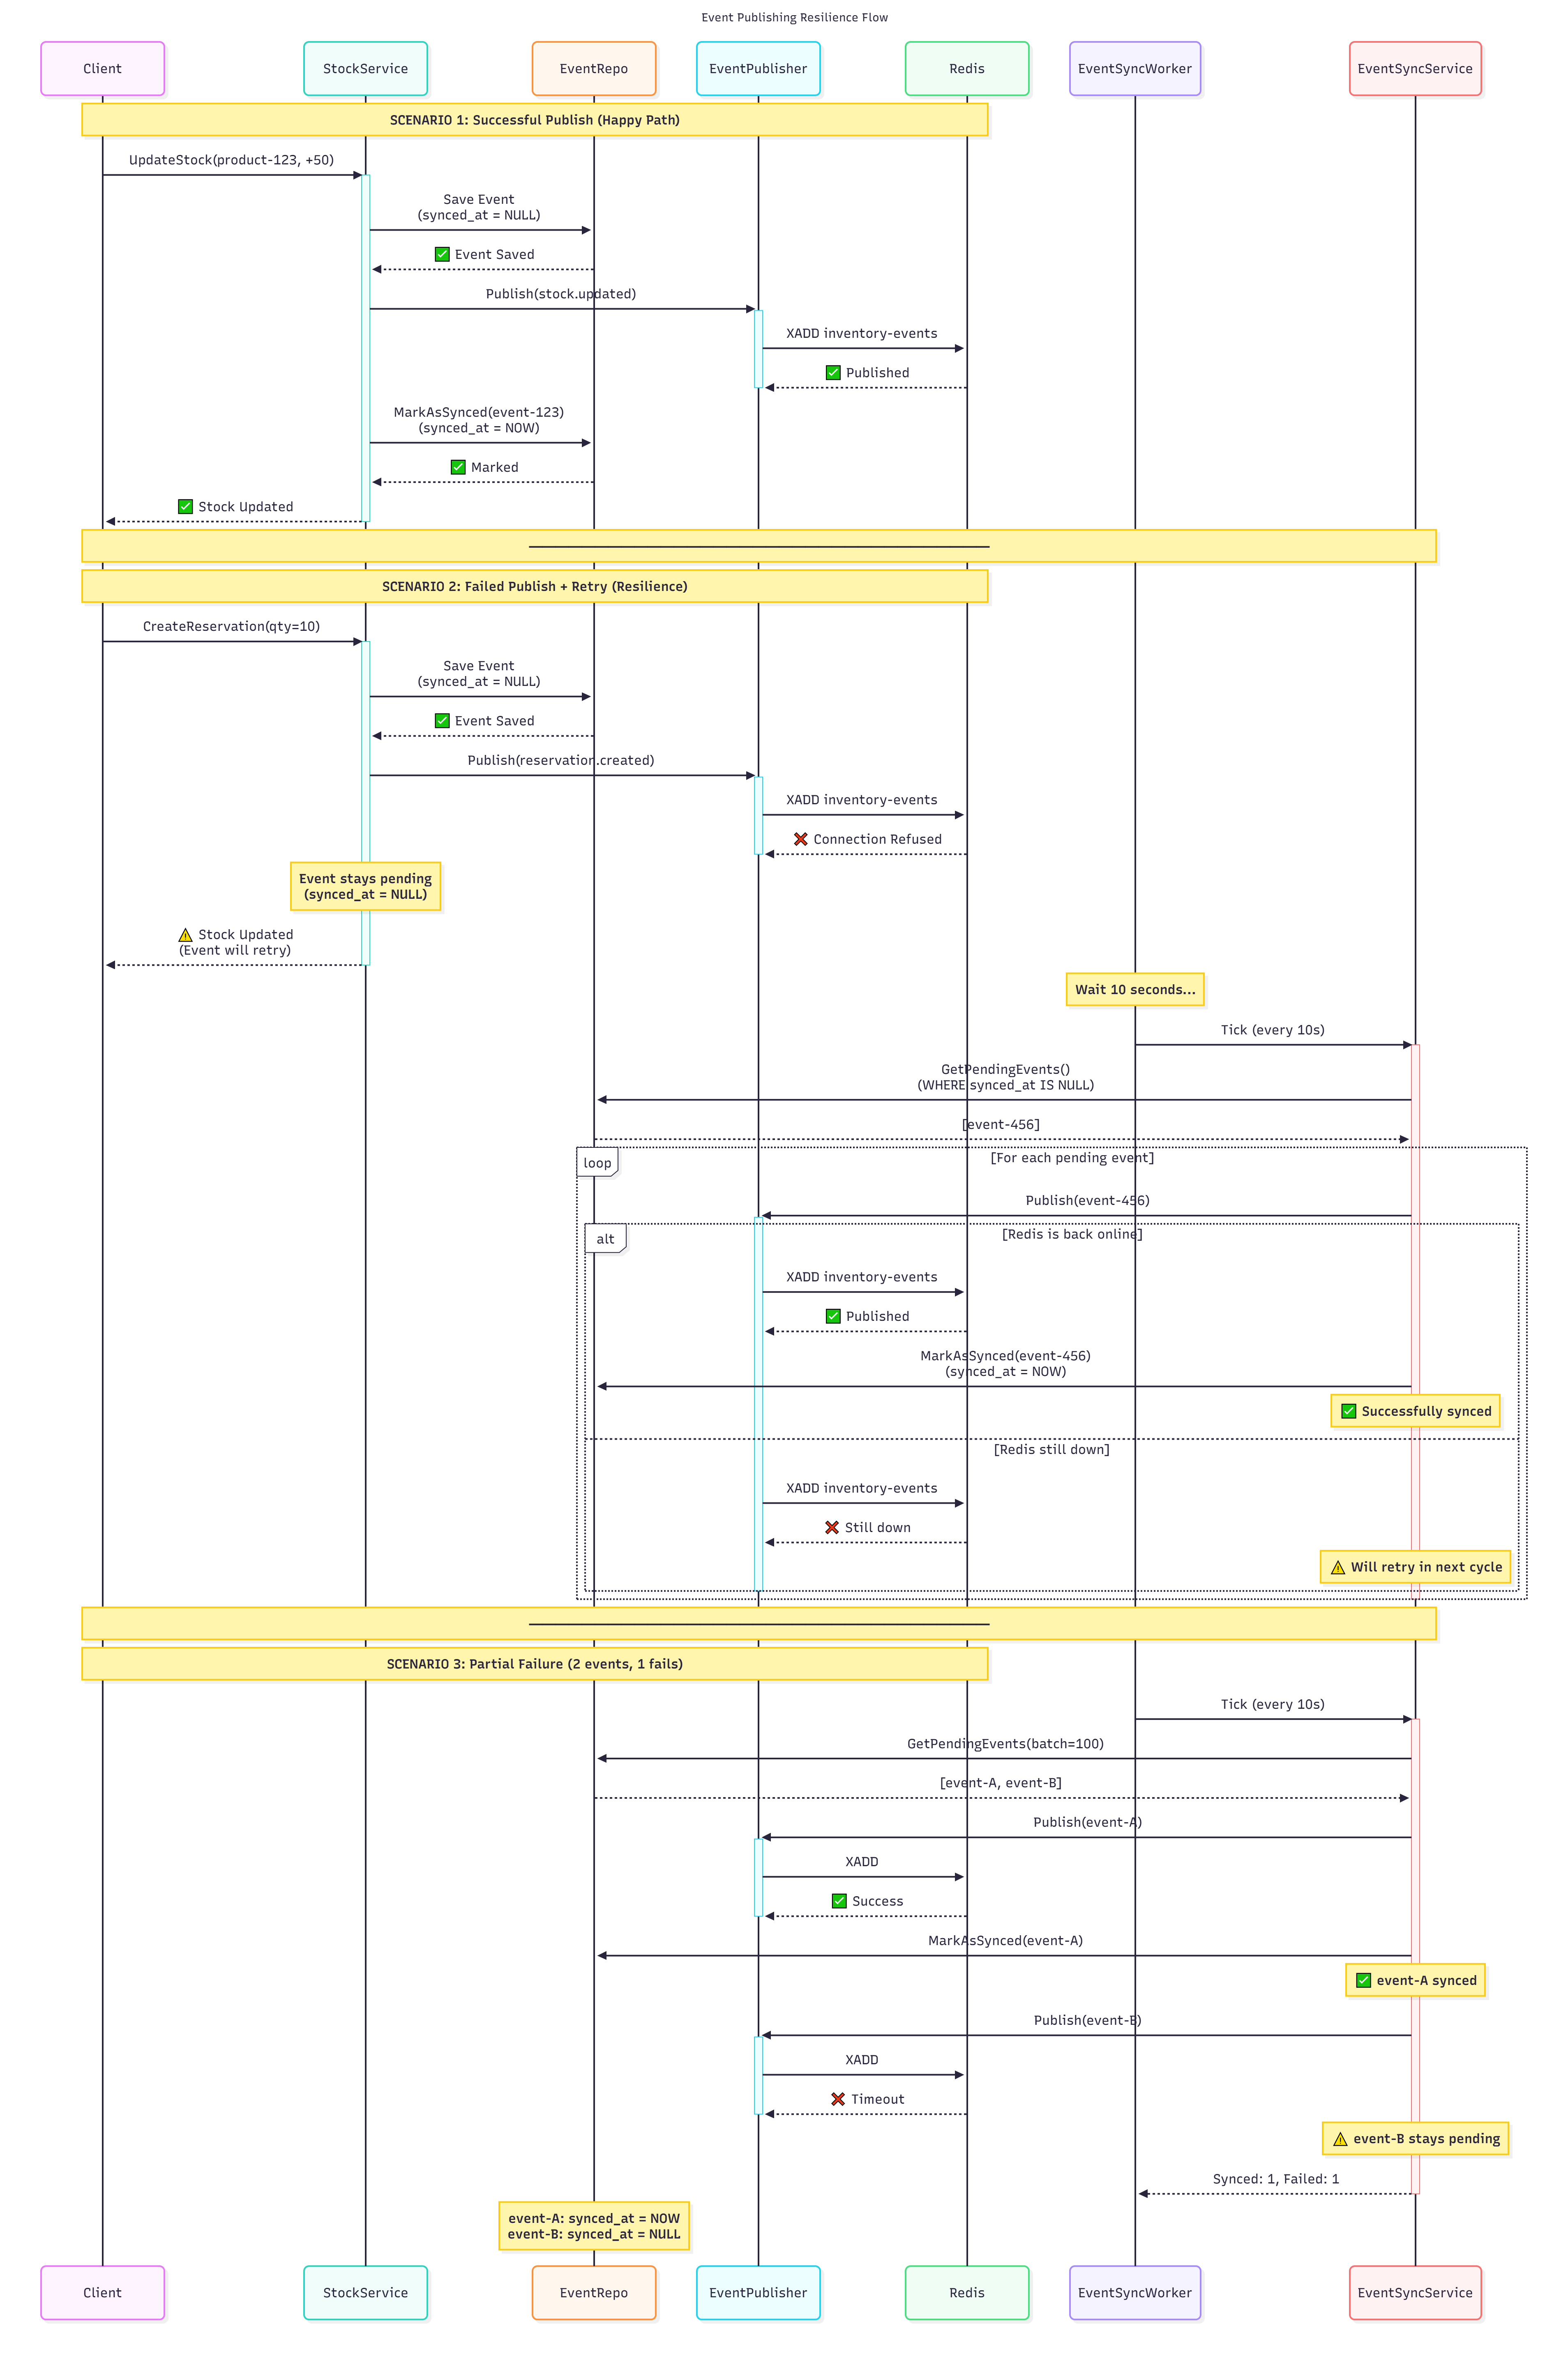 Event Publishing Resilience Flow
Client
StockService
EventRepo
EventPublisher
Redis
EventSyncWorker
EventSyncService
SCENARIO 1: Successful Publish (Happy Path)
UpdateStock(product-123, +50)
Save Event
(synced_at = NULL)
✅ Event Saved
Publish(stock.updated)
XADD inventory-events
✅ Published
MarkAsSynced(event-123)
(synced_at = NOW)
✅ Marked
✅ Stock Updated
SCENARIO 2: Failed Publish + Retry (Resilience)
CreateReservation(qty=10)
Save Event
(synced_at = NULL)
✅ Event Saved
Publish(reservation.created)
XADD inventory-events
❌ Connection Refused
Event stays pending
(synced_at = NULL)
⚠️ Stock Updated
(Event will retry)
Wait 10 seconds...
Tick (every 10s)
GetPendingEvents()
(WHERE synced_at IS NULL)
[event-456]
loop
[For each pending event]
Publish(event-456)
alt
[Redis is back online]
XADD inventory-events
✅ Published
MarkAsSynced(event-456)
(synced_at = NOW)
✅ Successfully synced
[Redis still down]
XADD inventory-events
❌ Still down
⚠️ Will retry in next cycle
SCENARIO 3: Partial Failure (2 events, 1 fails)
Tick (every 10s)
GetPendingEvents(batch=100)
[event-A, event-B]
Publish(event-A)
XADD
✅ Success
MarkAsSynced(event-A)
✅ event-A synced
Publish(event-B)
XADD
❌ Timeout
⚠️ event-B stays pending
Synced: 1, Failed: 1
event-A: synced_at = NOW
event-B: synced_at = NULL
Client
StockService
EventRepo
EventPublisher
Redis
EventSyncWorker
EventSyncService